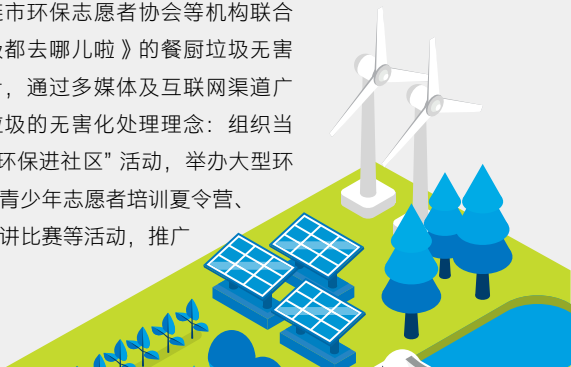 市环保志愿者协会等机构联合
都去哪儿啦》的餐厨垃圾无害
，通过多媒体及互联网渠道广
圾的无害化处理理念：组织当
环保进社区”活动，举办大型环
青少年志愿者培训夏令营、
讲比赛等活动，推广